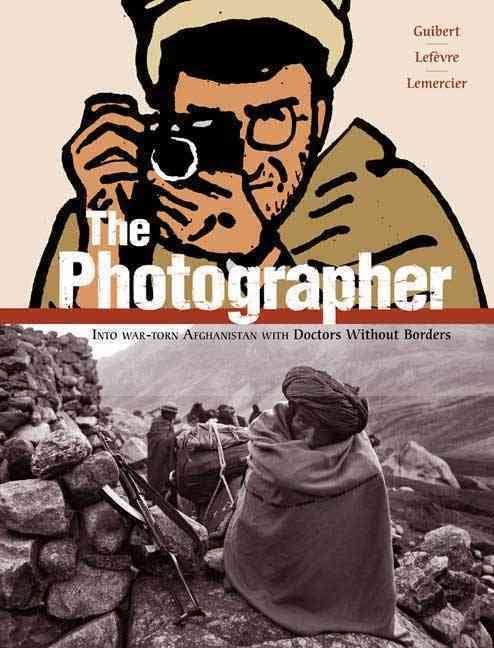 Guibert
Lefèvre
Lemercier
The
Photographer
Into war-torn Afghanistan with Doctors Without Borders